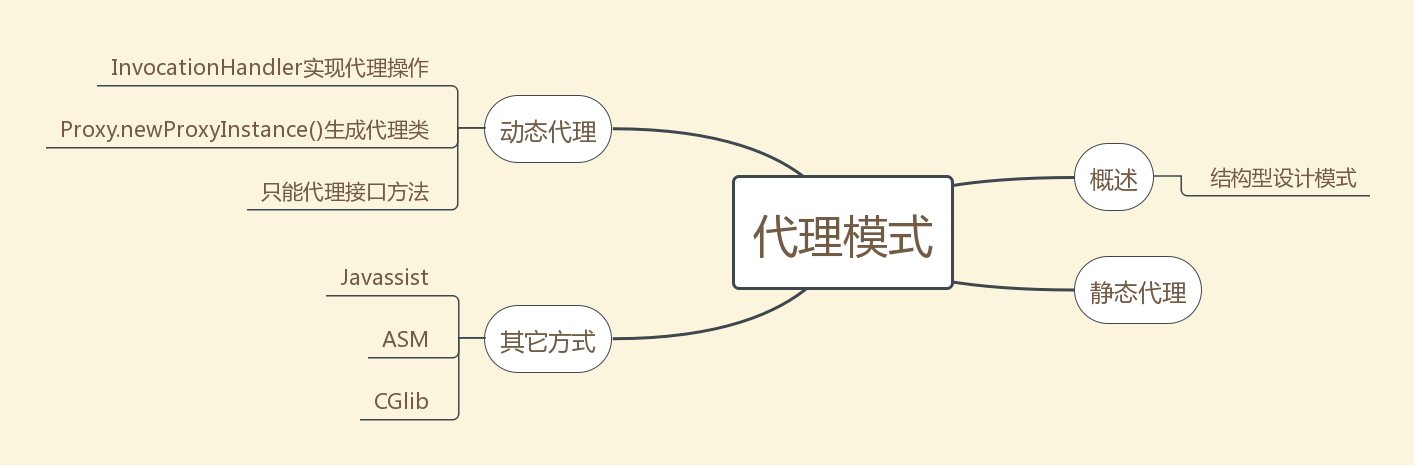 代理模式
概述
结构型设计模式
静态代理
动态代理
InvocationHandler实现代理操作
Proxy.newProxyInstance()生成代理类
只能代理接口方法
其它方式
Javassist
ASM
CGlib